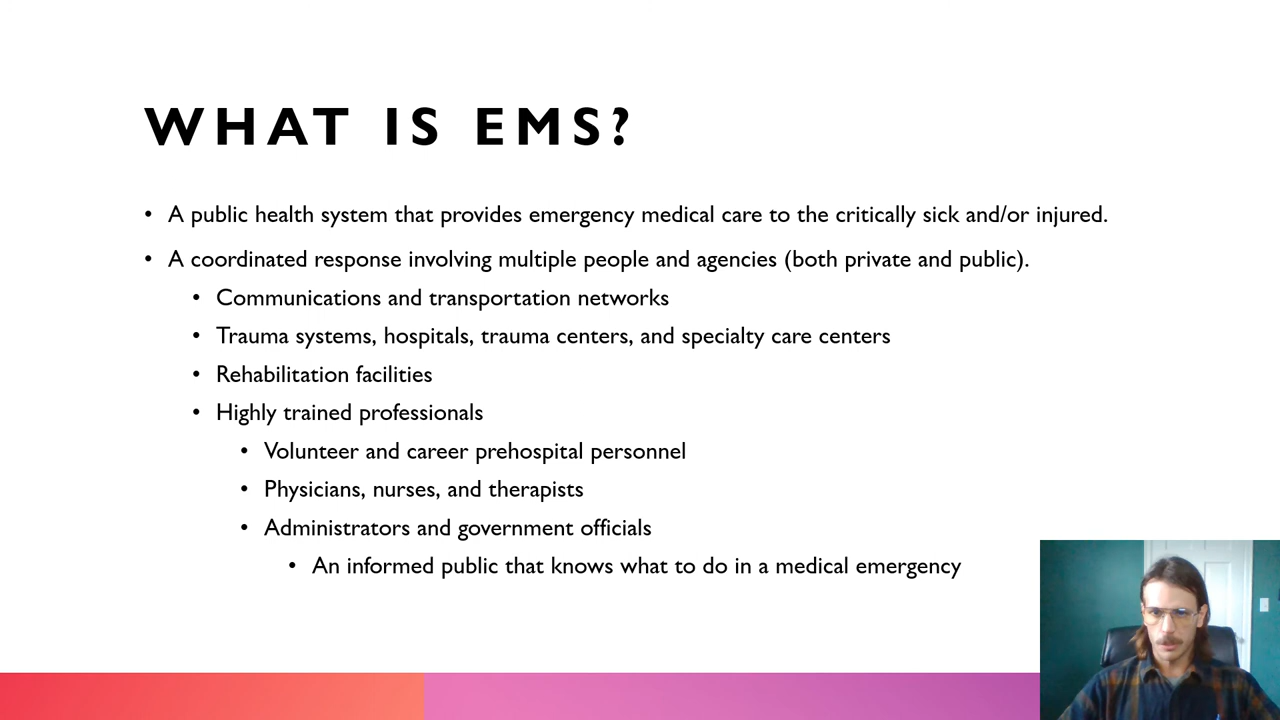 WHAT IS EMS?
• A public health system that provides emergency medical care to the critically sick and/or injured.
• A coordinated response involving multiple people and agencies (both private and public).
• Communications and transportation networks
• Trauma systems, hospitals, trauma centers, and specialty care centers
• Rehabilitation facilities
• Highly trained professionals
• Volunteer and career prehospital personnel
• Physicians, nurses, and therapists
• Administrators and government officials
• An informed public that knows what to do in a medical emergency